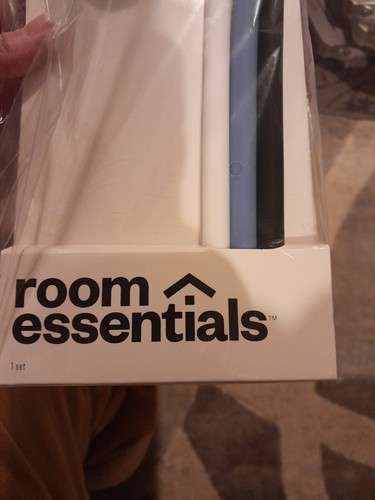 room
essentials™
1 set